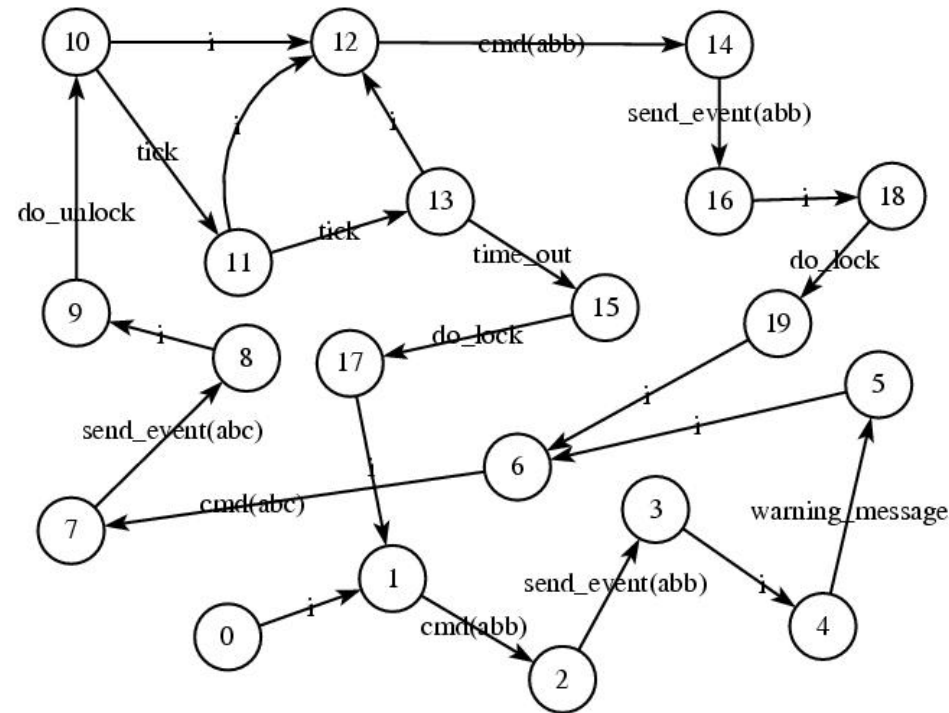 10
i
12
cmd(abb)
14
send_event(abb)
tick
i
i
do_unlock
11
tick
13
16
i
18
time_out
do_lock
9
i
8
15
do_lock
17
19
5
send_event(abc)
i
i
6
i
cmd(abc)
7
3
warning_message
1
send_event(abb)
i
0
i
cmd(abb)
4
2